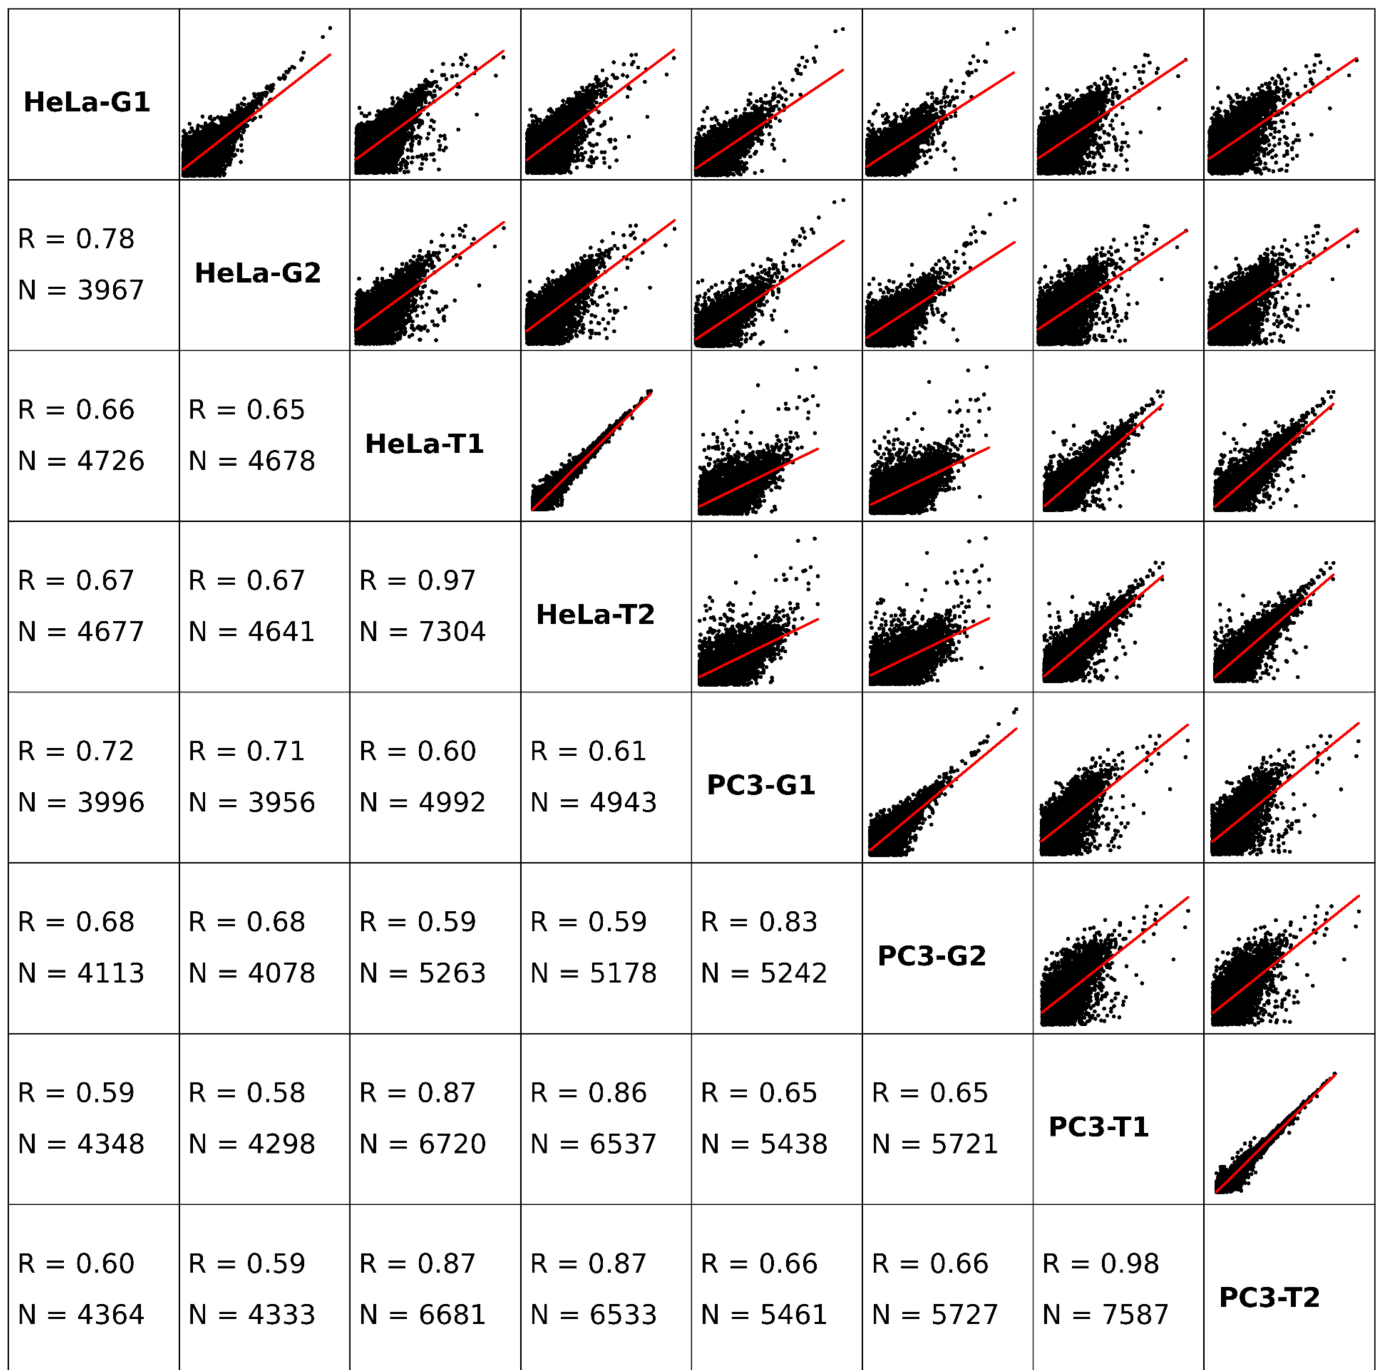 HeLa-G1
R = 0.78
N = 3967
HeLa-G2
R = 0.66
N = 4726
R = 0.65
N = 4678
HeLa-T1
R = 0.67
N = 4677
R = 0.67
N = 4641
R = 0.97
N = 7304
HeLa-T2
R = 0.72
N = 3996
R = 0.71
N = 3956
R = 0.60
N = 4992
R = 0.61
N = 4943
PC3-G1
R = 0.68
N = 4113
R = 0.68
N = 4078
R = 0.59
N = 5263
R = 0.59
N = 5178
R = 0.83
N = 5242
PC3-G2
R = 0.59
N = 4348
R = 0.58
N = 4298
R = 0.87
N = 6720
R = 0.86
N = 6537
R = 0.65
N = 5438
R = 0.65
N = 5721
PC3-T1
R = 0.60
N = 4364
R = 0.59
N = 4333
R = 0.87
N = 6681
R = 0.87
N = 6533
R = 0.66
N = 5461
R = 0.66
N = 5727
R = 0.98
N = 7587
PC3-T2